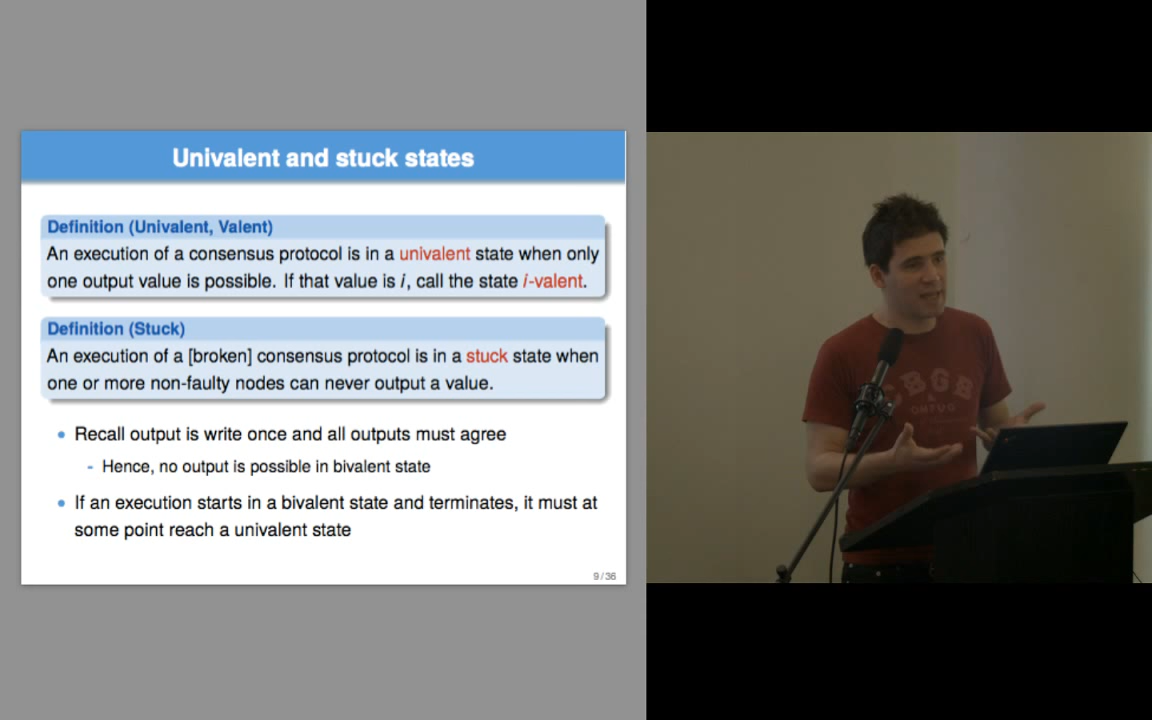 Univalent and stuck states
Definition (Univalent, Valent)
An execution of a consensus protocol is in a univalent state when only
one output value is possible. If that value is i, call the state i-valent.
Definition (Stuck)
An execution of a [broken] consensus protocol is in a stuck state when
one or more non-faulty nodes can never output a value.
• Recall output is write once and all outputs must agree
- Hence, no output is possible in bivalent state
• If an execution starts in a bivalent state and terminates, it must at
some point reach a univalent state
9 / 36
CBGB
&
OMFUG